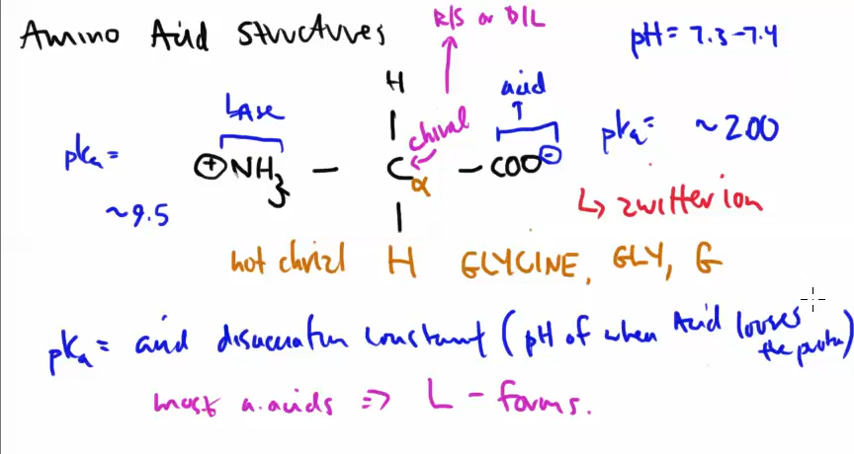 Amino Acid Structures
R/S or D/L
pH = 7.3-7.4
H
base
chiral
acid
pka =
~ 9.5
+ NH3 - C α - COO -
pka = ~ 2.00
↳ zwitter ion
not chiral H GLYCINE, GLY, G
pKa = acid dissociation constant (pH of when Acid looses the proton)
most a.acids => L - forms.